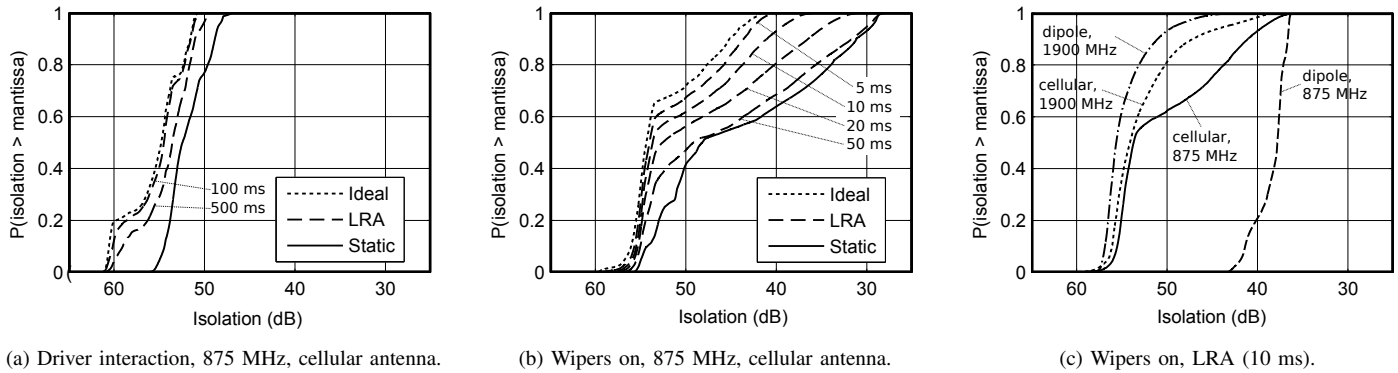 P(isolation > mantissa)
1
0.8
0.6
0.4
0.2
0
100 ms
500 ms
Ideal
LRA
Static
60
50
40
30
Isolation (dB)
(a) Driver interaction, 875 MHz, cellular antenna.
P(isolation > mantissa)
1
0.8
0.6
0.4
0.2
0
5 ms
10 ms
20 ms
50 ms
Ideal
LRA
Static
60
50
40
30
Isolation (dB)
(b) Wipers on, 875 MHz, cellular antenna.
P(isolation > mantissa)
1
0.8
0.6
0.4
0.2
0
dipole,
1900 MHz
cellular,
1900 MHz
dipole,
875 MHz
cellular,
875 MHz
60
50
40
30
Isolation (dB)
(c) Wipers on, LRA (10 ms).